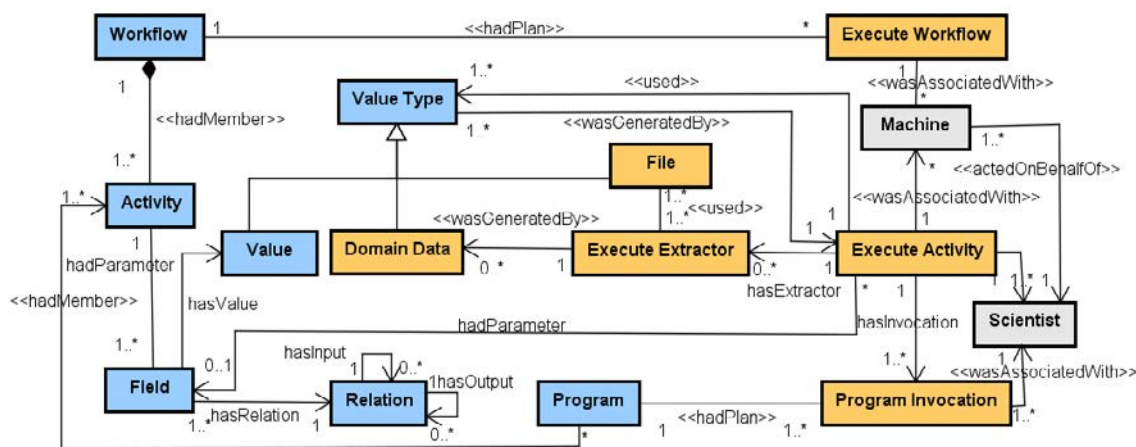 Workflow 1 <<hadPlan>> * Execute Workflow
1 1..* <<used>> 1 <<wasAssociatedWith>>
Value Type *
<<hadMember>> 1..* <<wasGeneratedBy>> Machine 1..*
File * <<actedOnBehalfOf>>
1..* 1..* 1..* <<used>> <<wasAssociatedWith>>
Activity <<wasGeneratedBy>> 1..* 1 1 1
1 Value Domain Data Execute Extractor Execute Activity
hadParameter 0..* 1 0..* 1 * 1 1 1..* 1
<<hadMember>> hasValue hasExtractor
hadParameter hasInvocation Scientist
1..* 0..1 hasInput 1 0..* 1..* 1 <<wasAssociatedWith>>
Field 1hasOutput
hasRelation Relation Program Program Invocation
1..* 1 0..* * 1 <<hadPlan>> 1..* 1..*